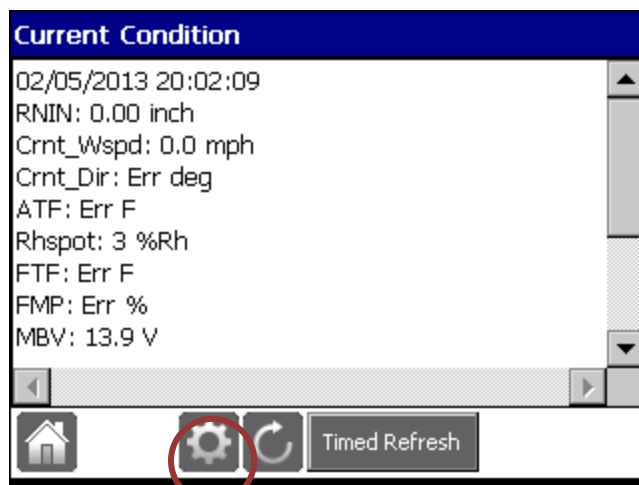 Current Condition
02/05/2013 20:02:09
RNIN: 0.00 inch
Crnt_Wspd: 0.0 mph
Crnt_Dir: Err deg
ATF: Err F
Rhspot: 3 %Rh
FTF: Err F
FMP: Err %
MBV: 13.9 V
Timed Refresh